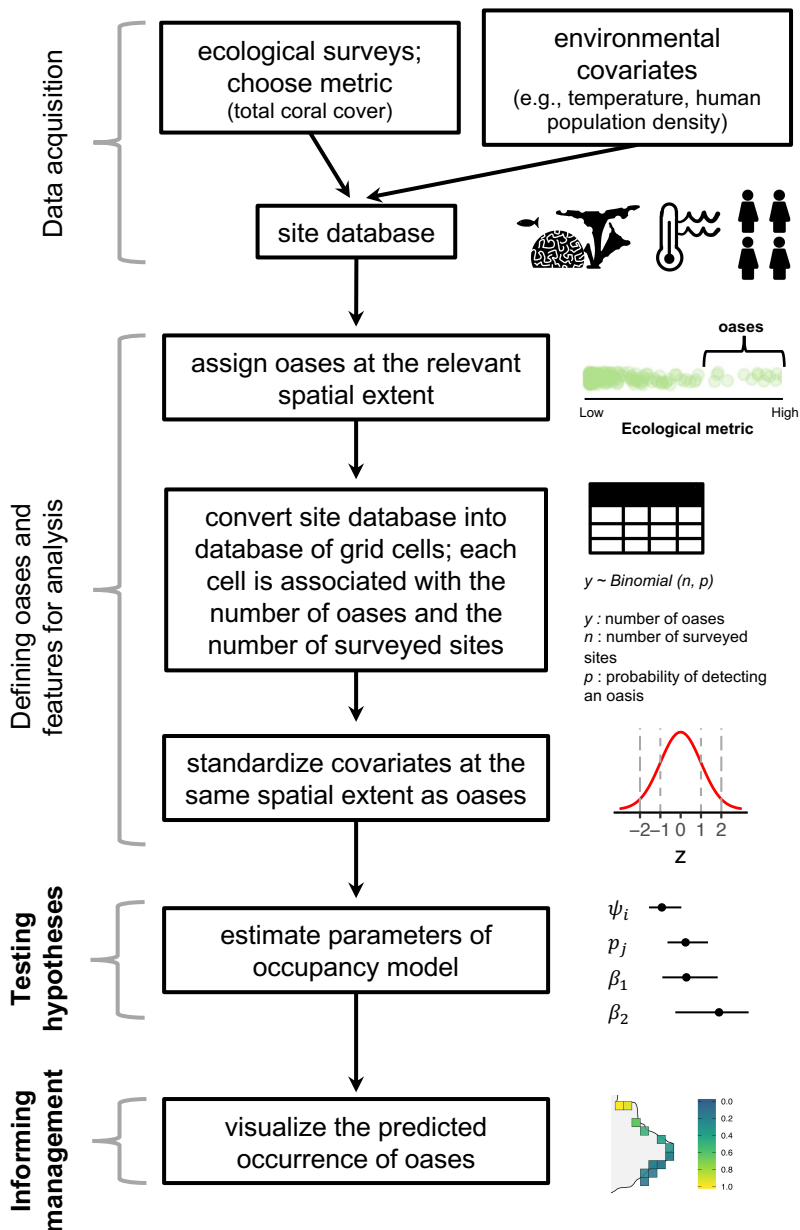 Data acquisition
ecological surveys;
choose metric
(total coral cover)
environmental
covariates
(e.g., temperature, human
population density)
site database
Defining oases and
features for analysis
assign oases at the relevant
spatial extent
oases
Low
High
Ecological metric
convert site database into
database of grid cells; each
cell is associated with the
number of oases and the
number of surveyed sites
y ~ Binomial (n, p)
y : number of oases
n : number of surveyed
sites
p : probability of detecting
an oasis
standardize covariates at the
same spatial extent as oases
−2 −1 0 1 2
z
Testing
hypotheses
estimate parameters of
occupancy model
ψ_i
p_j
β_1
β_2
Informing
management
visualize the predicted
occurrence of oases
0.0
0.2
0.4
0.6
0.8
1.0